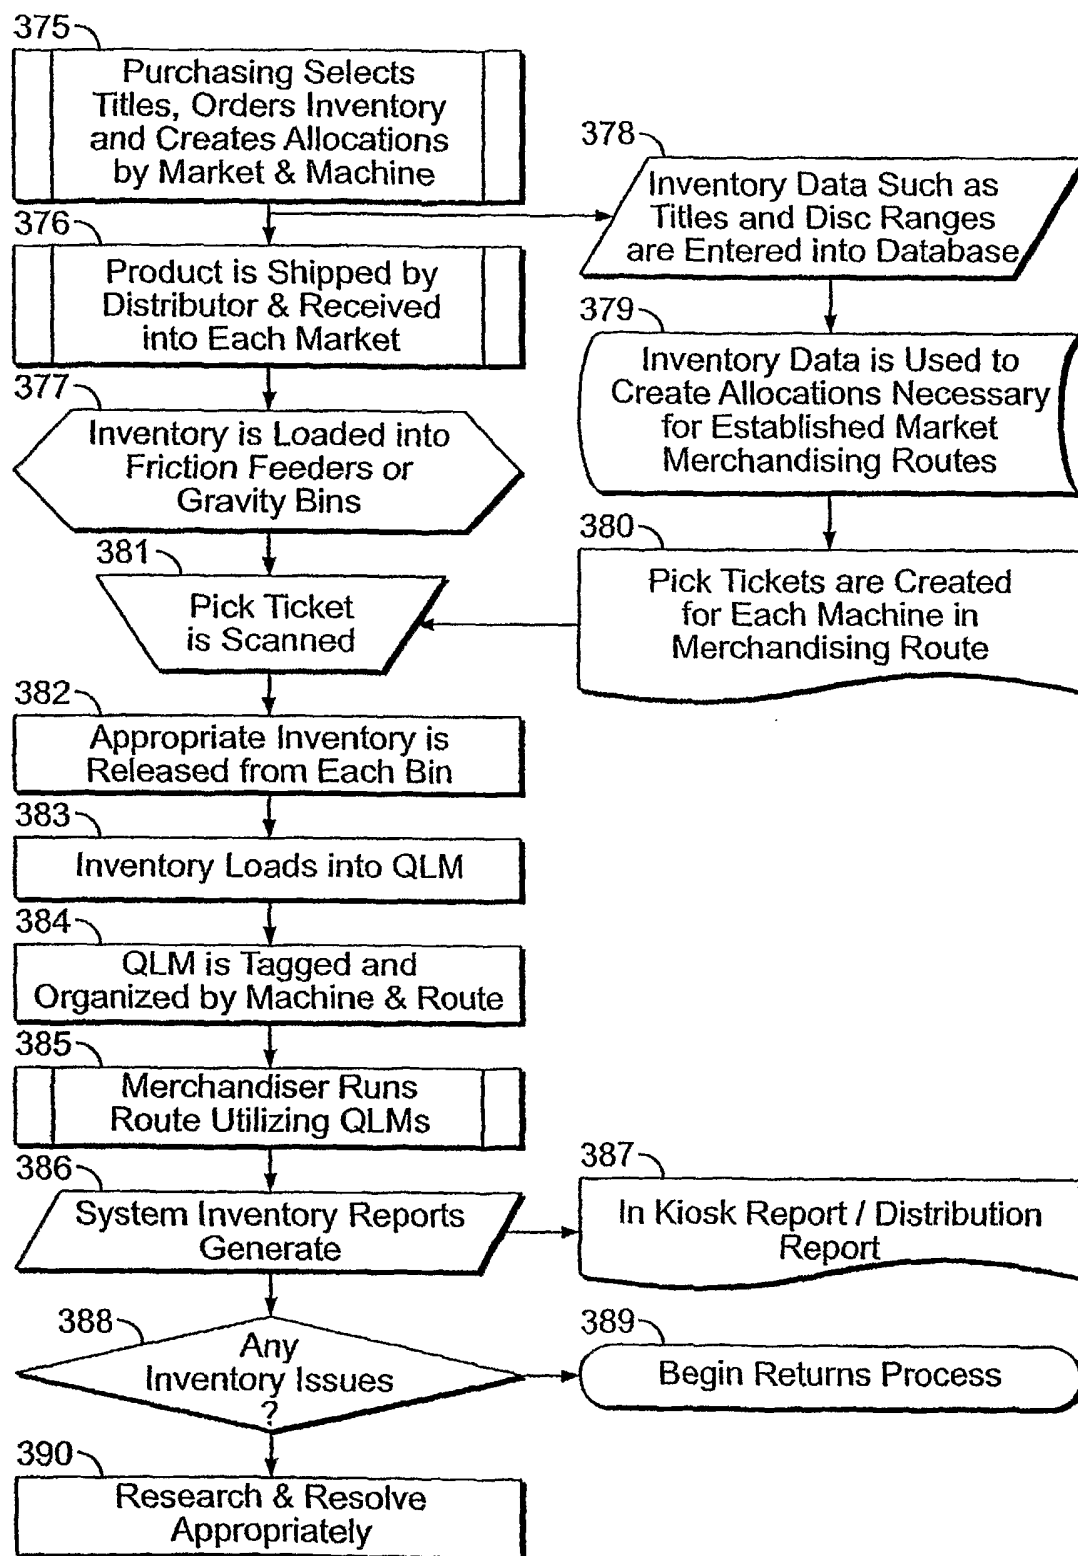 375
Purchasing Selects
Titles, Orders Inventory
and Creates Allocations
by Market & Machine
378
Inventory Data Such as
Titles and Disc Ranges
are Entered into Database
376
Product is Shipped by
Distributor & Received
into Each Market
379
Inventory Data is Used to
Create Allocations Necessary
for Established Market
Merchandising Routes
377
Inventory is Loaded into
Friction Feeders or
Gravity Bins
380
Pick Tickets are Created
for Each Machine in
Merchandising Route
381
Pick Ticket
is Scanned
382
Appropriate Inventory is
Released from Each Bin
383
Inventory Loads into QLM
384
QLM is Tagged and
Organized by Machine & Route
385
Merchandiser Runs
Route Utilizing QLMs
386
System Inventory Reports
Generate
387
In Kiosk Report / Distribution
Report
388
Any
Inventory Issues
?
389
Begin Returns Process
390
Research & Resolve
Appropriately